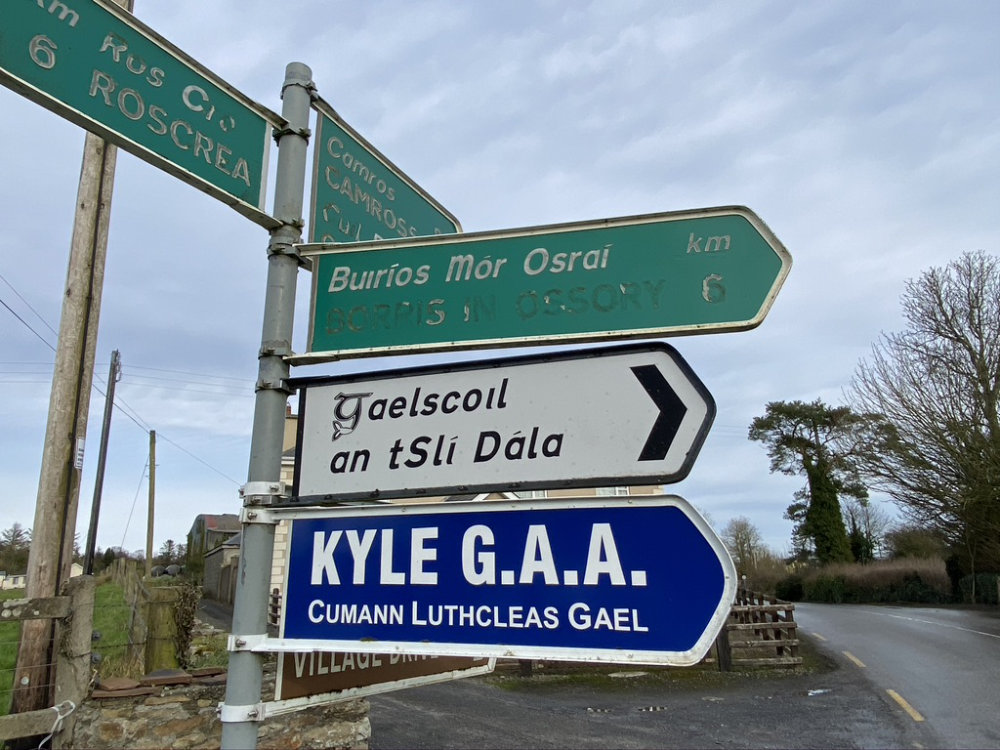 km
Ros Cré
6 ROSCREA
Camros
CAMROSS
Buiríos Mór Osraí km
BORRIS IN OSSORY 6
Gaelscoil
an tSlí Dála
KYLE G.A.A.
CUMANN LUTHCLEAS GAEL
VILLAGE